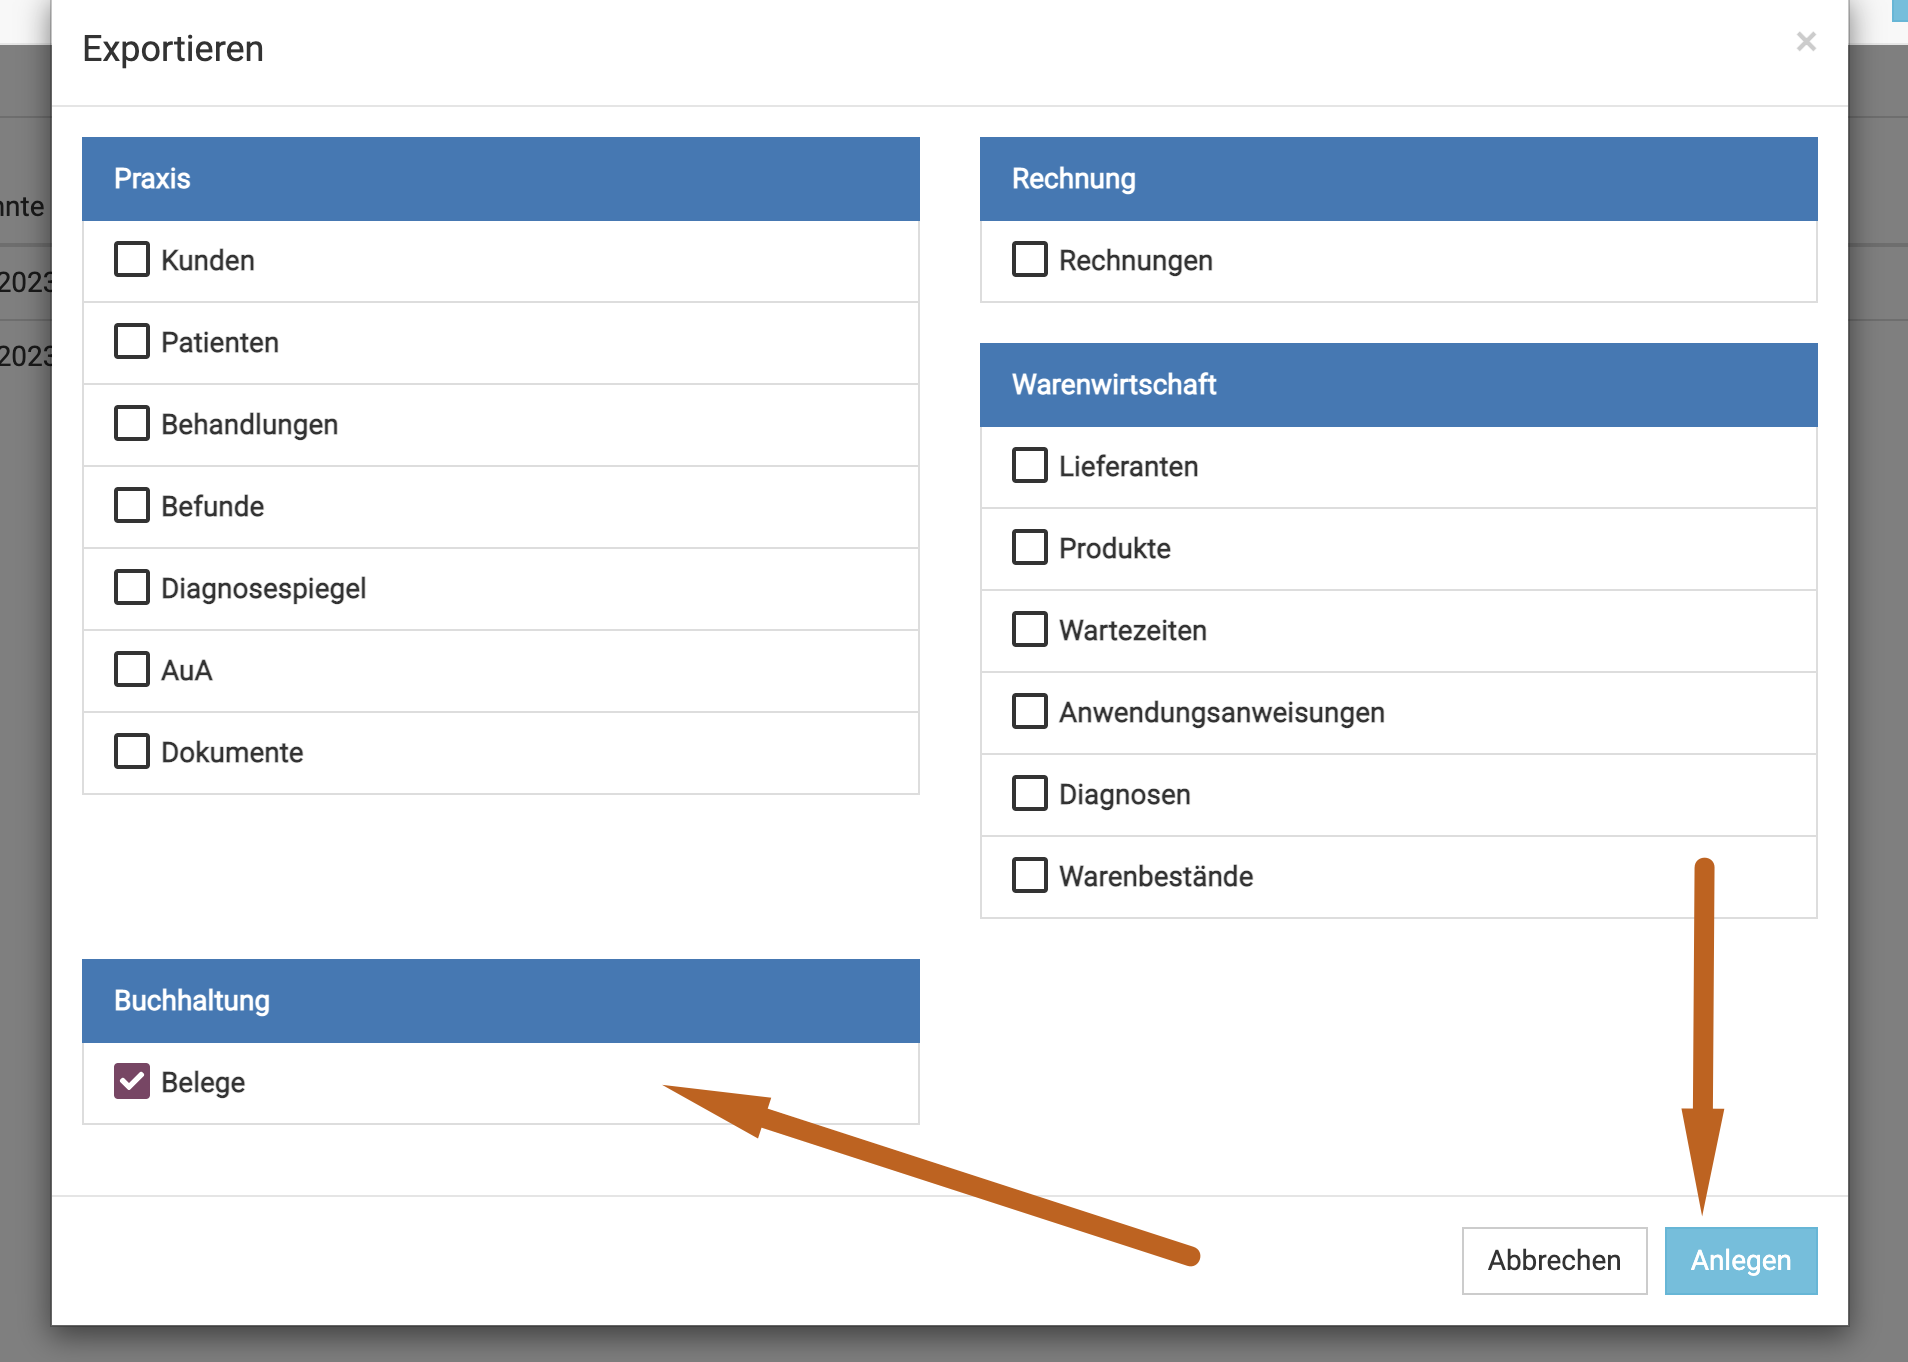 Exportieren
×
Praxis
Kunden
Patienten
Behandlungen
Befunde
Diagnosespiegel
AuA
Dokumente
Rechnung
Rechnungen
Warenwirtschaft
Lieferanten
Produkte
Wartezeiten
Anwendungsanweisungen
Diagnosen
Warenbestände
Buchhaltung
Belege
Abbrechen
Anlegen
nnte
2023
2023